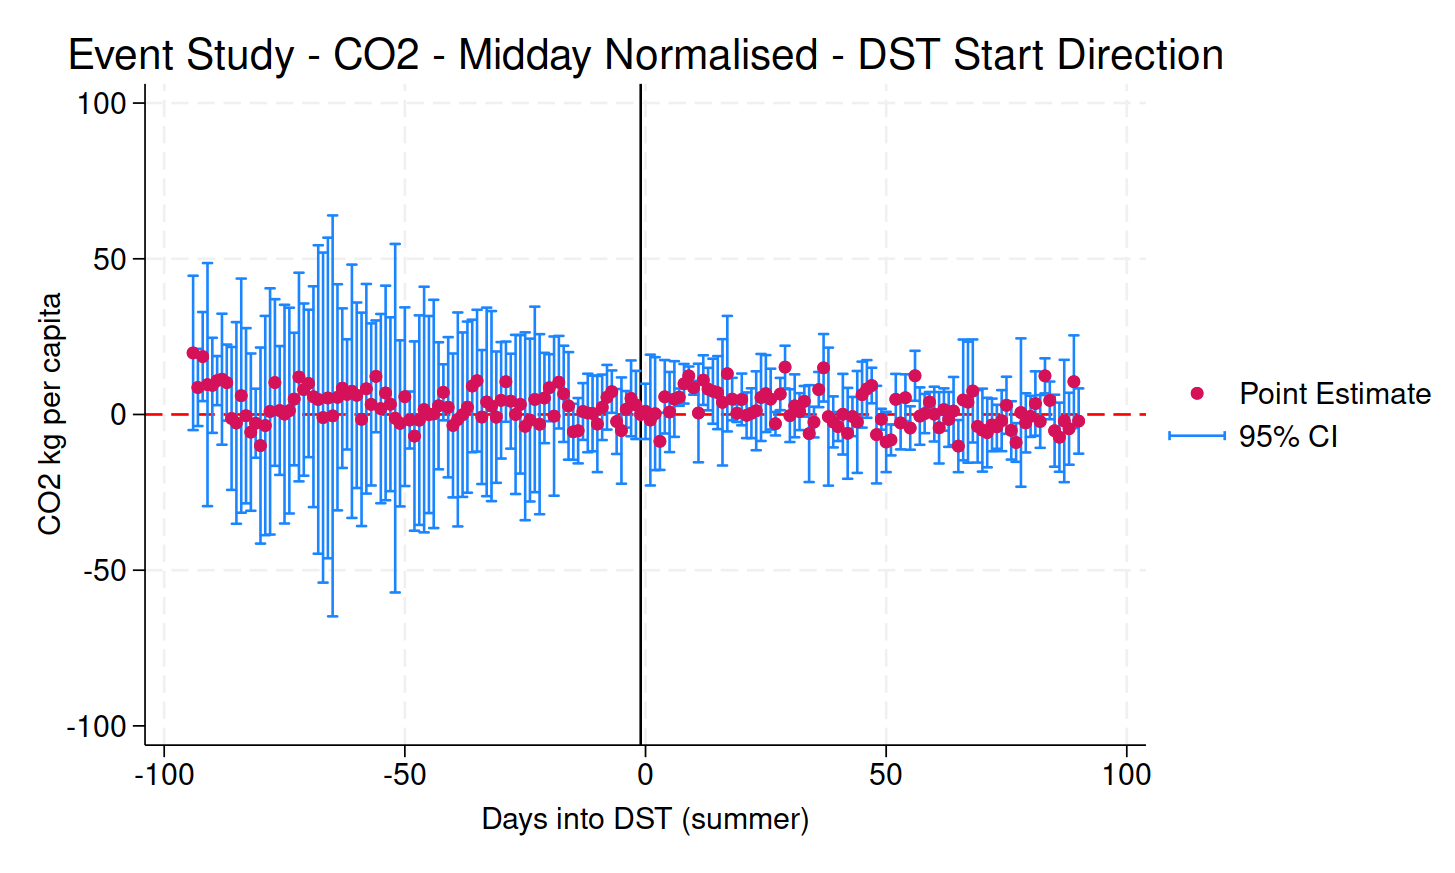 Event Study - CO2 - Midday Normalised - DST Start Direction
100
50
0
-50
-100
CO2 kg per capita
-100
-50
0
50
100
Days into DST (summer)
Point Estimate
95% CI